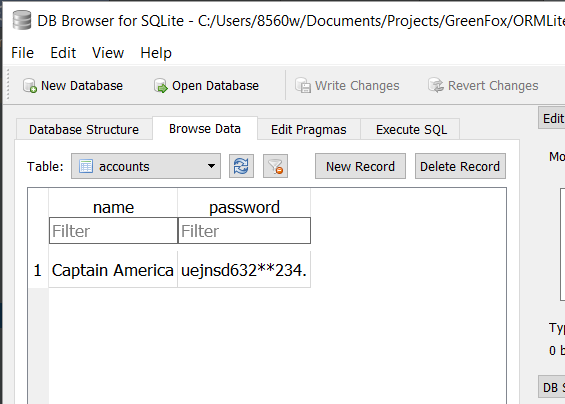 DB Browser for SQLite - C:/Users/8560w/Documents/Projects/GreenFox/ORMLite
File Edit View Help
New Database Open Database Write Changes Revert Changes
Database Structure Browse Data Edit Pragmas Execute SQL
Edit
Table: accounts New Record Delete Record
Mo
name password
Filter Filter
1 Captain America uejnsd632**234.
Typ
0 b
DB S